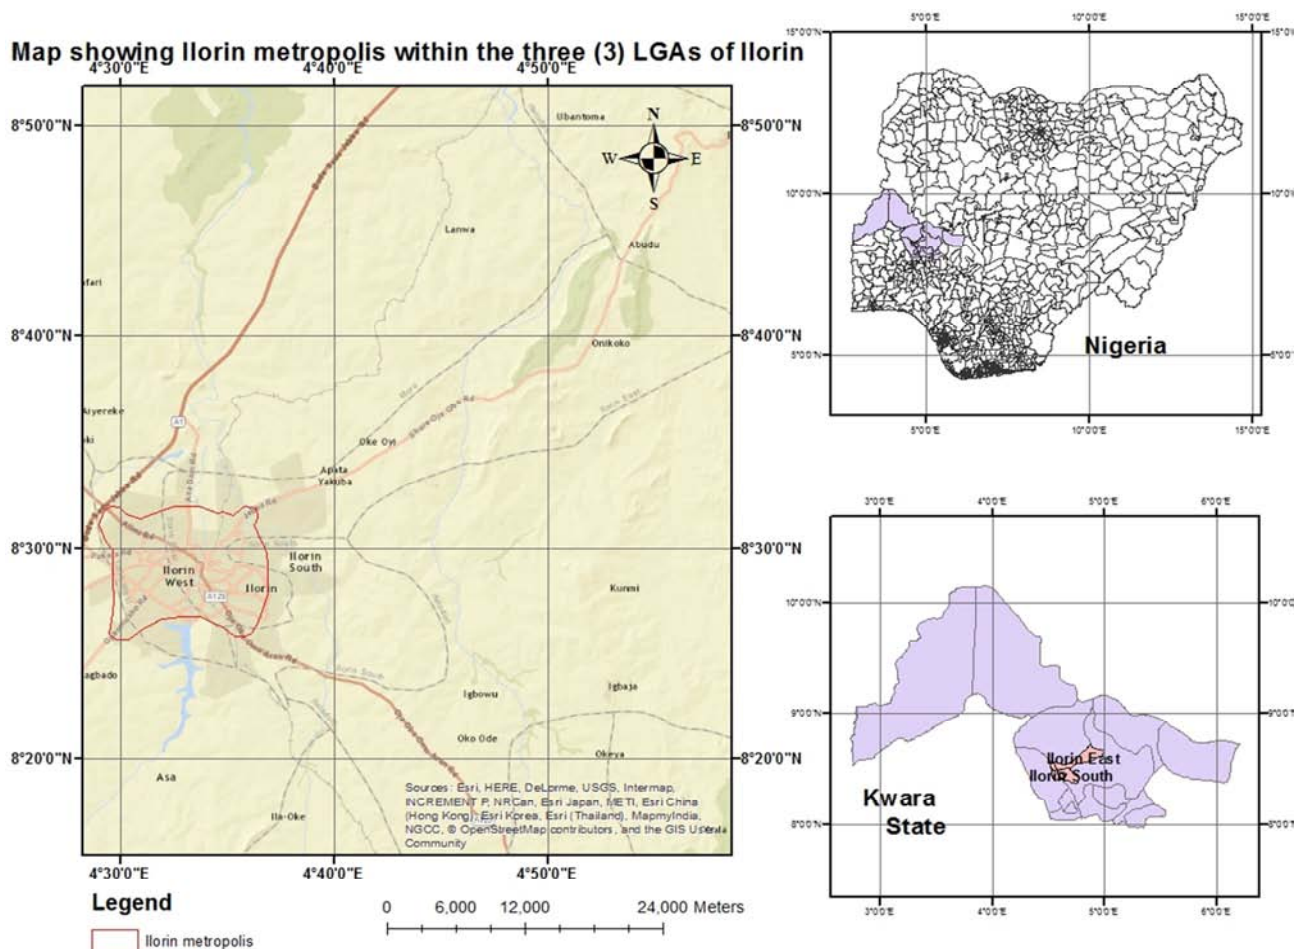 Map showing Ilorin metropolis within the three (3) LGAs of Ilorin
4°30'0"E 4°40'0"E 4°50'0"E
8°50'0"N 8°50'0"N
8°40'0"N 8°40'0"N
8°30'0"N 8°30'0"N
8°20'0"N 8°20'0"N
4°30'0"E 4°40'0"E 4°50'0"E
N
W E
S
Ubantoma
Lanwa
Abudu
Onikoko
Aiyereke
A1
Oke Oyi
Apata
Yakuba
Ilorin
West
Ilorin
Ilorin
South
Kunmi
agbado
Igbowu
Igbaja
Oko Ode
Okeya
Asa
Ila-Oke
Sources: Esri, HERE, DeLorme, USGS, Intermap,
INCREMENT P, NRCan, Esri Japan, METI, Esri China
(Hong Kong), Esri Korea, Esri (Thailand), MapmyIndia,
NGCC, © OpenStreetMap contributors, and the GIS User
Community
Legend
Ilorin metropolis
0 6,000 12,000 24,000 Meters
5°0'0"E 10°0'0"E 15°0'0"E
10°0'0"N
Nigeria
5°0'0"E 10°0'0"E 15°0'0"E
3°0'0"E 4°0'0"E 5°0'0"E 6°0'0"E
10°0'0"N
9°0'0"N
8°0'0"N
Ilorin East
Ilorin South
Kwara
State
3°0'0"E 4°0'0"E 5°0'0"E 6°0'0"E